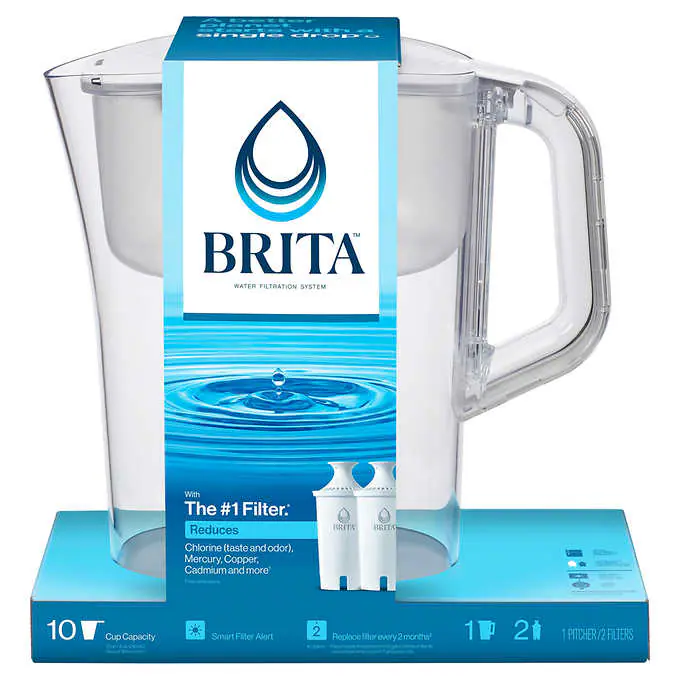 A better
planet
starts with a
single drop
BRITA™
WATER FILTRATION SYSTEM
With
The #1 Filter.
Reduces
Chlorine (taste and odor),
Mercury, Copper,
Cadmium and more
BRITA
BRITA
10 Cup Capacity
Smart Filter Alert
2 Replace filter every 2 months
1 2 1 PITCHER/2 FILTERS